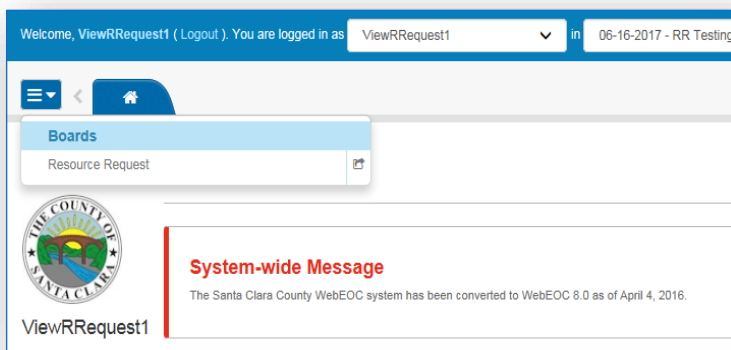 Welcome, ViewRRequest1 ( Logout ). You are logged in as ViewRRequest1 in 06-16-2017 - RR Testing
Boards
Resource Request
THE COUNTY OF SANTA CLARA
System-wide Message
The Santa Clara County WebEOC system has been converted to WebEOC 8.0 as of April 4, 2016.
ViewRRequest1